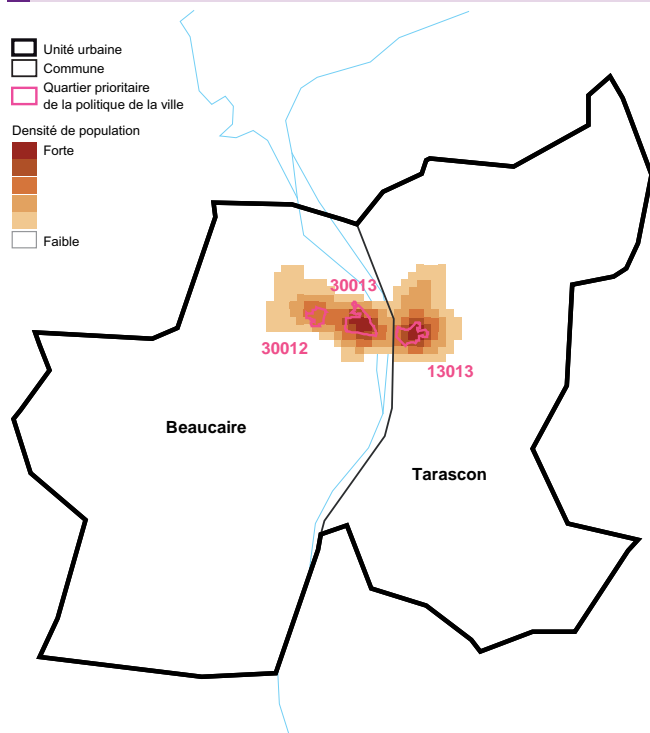 Unité urbaine
Commune
Quartier prioritaire
de la politique de la ville
Densité de population
Forte
Faible
30013
30012
13013
Beaucaire
Tarascon